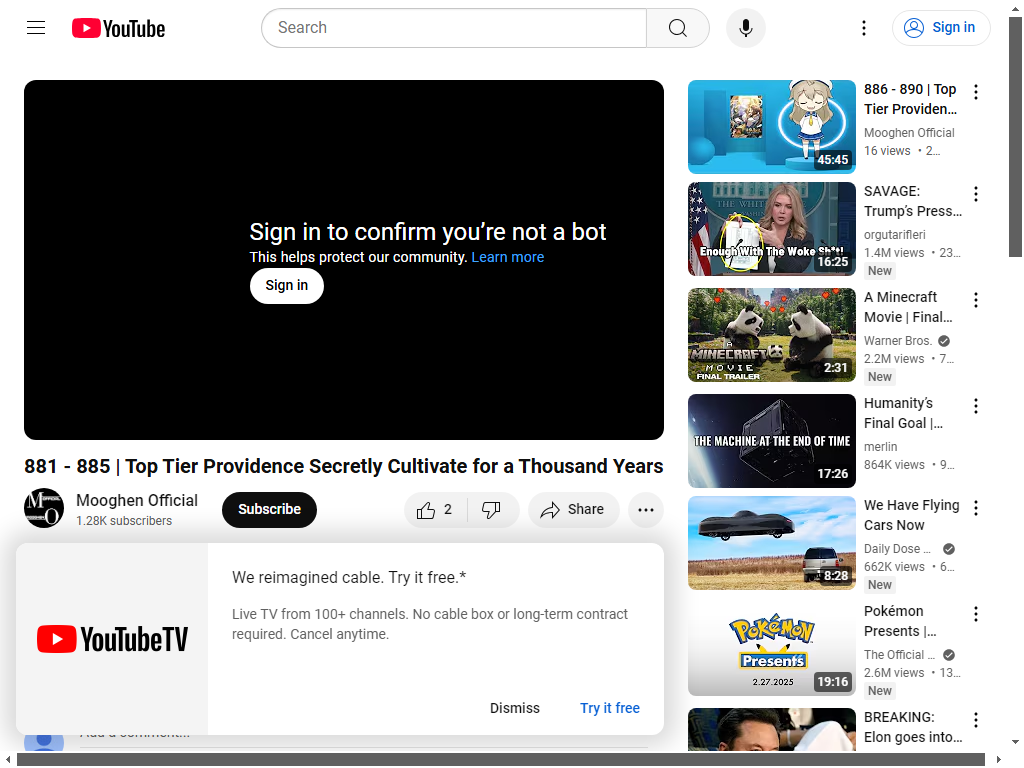 YouTube
Search
Sign in
Sign in to confirm you’re not a bot
This helps protect our community. Learn more
Sign in
881 - 885 | Top Tier Providence Secretly Cultivate for a Thousand Years
Mooghen Official
1.28K subscribers
Subscribe
2
Share
YouTubeTV
We reimagined cable. Try it free.*
Live TV from 100+ channels. No cable box or long-term contract
required. Cancel anytime.
Dismiss
Try it free
Add a comment...
45:45
886 - 890 | Top
Tier Providen...
Mooghen Official
16 views • 2...
THE WHIT
Enough With The Woke Sh*t!
16:25
SAVAGE:
Trump's Press...
orgutarifleri
1.4M views • 23...
New
A
MINECRAFT
MOVIE
FINAL TRAILER
2:31
A Minecraft
Movie | Final...
Warner Bros.
2.2M views • 7...
New
THE MACHINE AT THE END OF TIME
17:26
Humanity’s
Final Goal |...
merlin
864K views • 9...
8:28
We Have Flying
Cars Now
Daily Dose ...
662K views • 6...
New
Pokémon
Presents
2.27.2025
19:16
Pokémon
Presents |...
The Official ...
2.6M views • 13...
New
BREAKING:
Elon goes into...